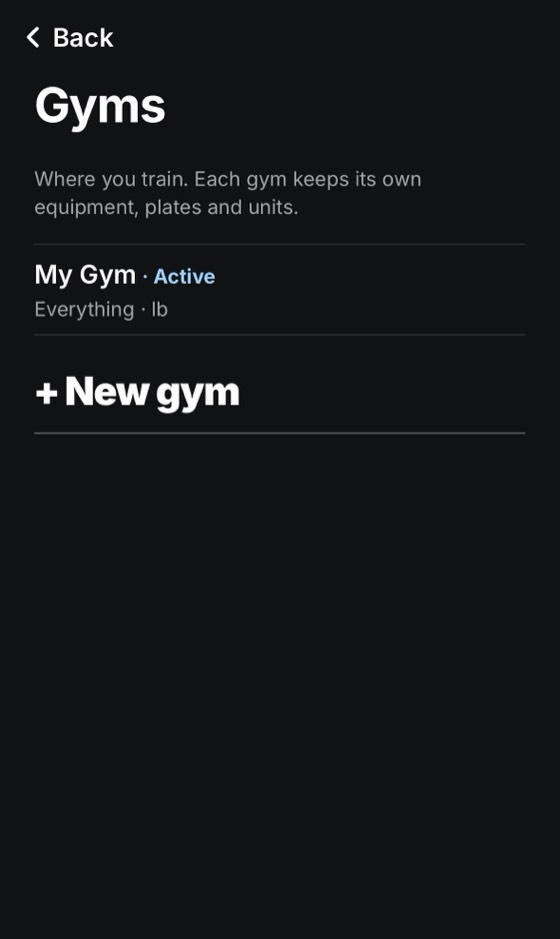 Back
Gyms
Where you train. Each gym keeps its own
equipment, plates and units.
My Gym · Active
Everything · lb
+ New gym